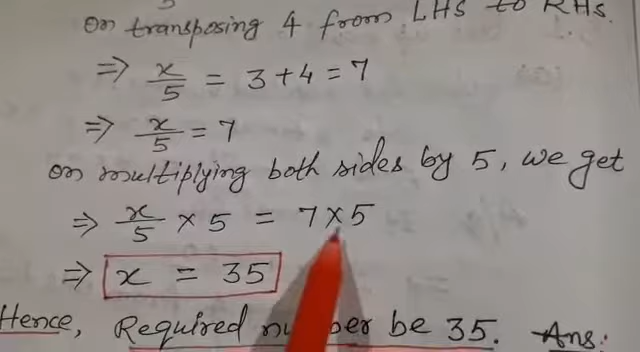 on transposing 4 from LHS to RHS.
⇒ x/5 = 3+4 = 7
⇒ x/5 = 7
on multiplying both sides by 5, we get
⇒ x/5 × 5 = 7×5
⇒ x = 35
Hence, Required be 35. Ans: